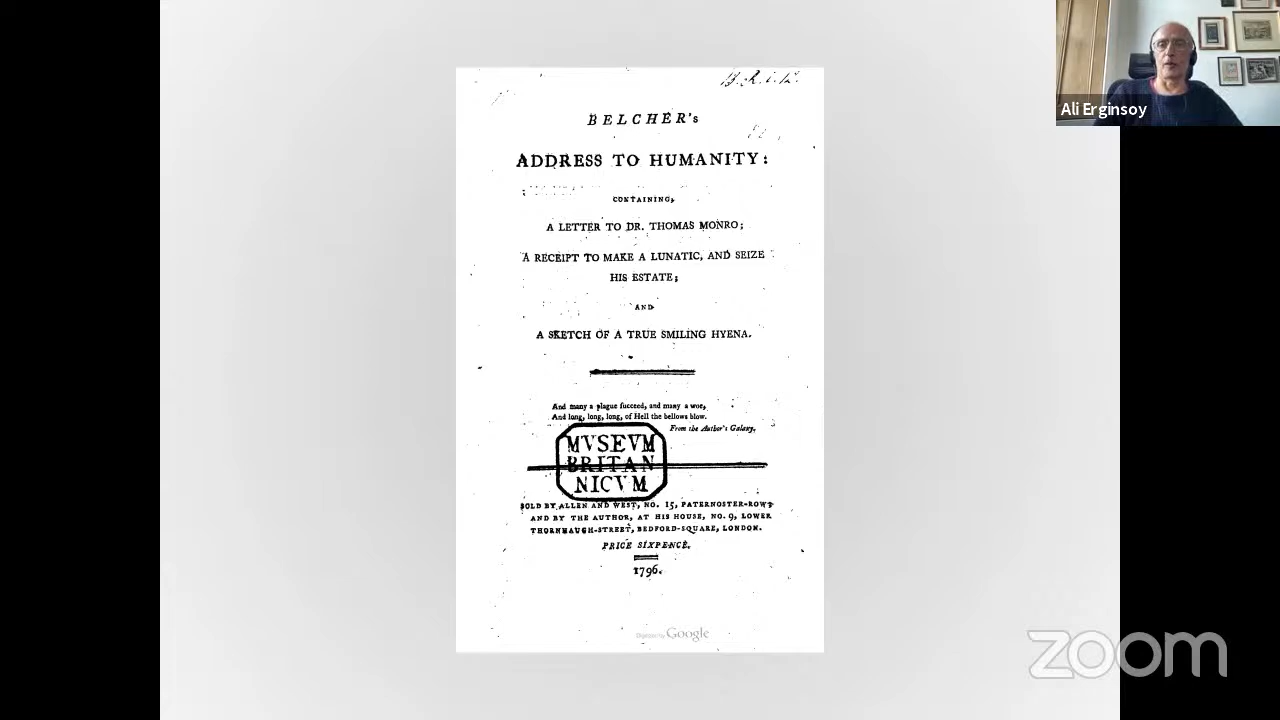 Ali Erginsoy
BELCHER's
ADDRESS TO HUMANITY:
CONTAINING,
A LETTER TO DR. THOMAS MONRO;
A RECEIPT TO MAKE A LUNATIC, AND SEIZE
HIS ESTATE;
AND
A SKETCH OF A TRUE SMILING HYENA.
And many a plague succeed, and many a woe,
And long, long, long, of Hell the bellows blow.
From the Author's Galaxy.
MVSEVM
BRITAN
NICVM
SOLD BY ALLEN AND WEST, NO. 15, PATERNOSTER-ROW;
AND BY THE AUTHOR, AT HIS HOUSE, NO. 9, LOWER
THORNHAUGH-STREET, BEDFORD-SQUARE, LONDON.
PRICE SIXPENCE.
1796.
Digitized by Google
zoom